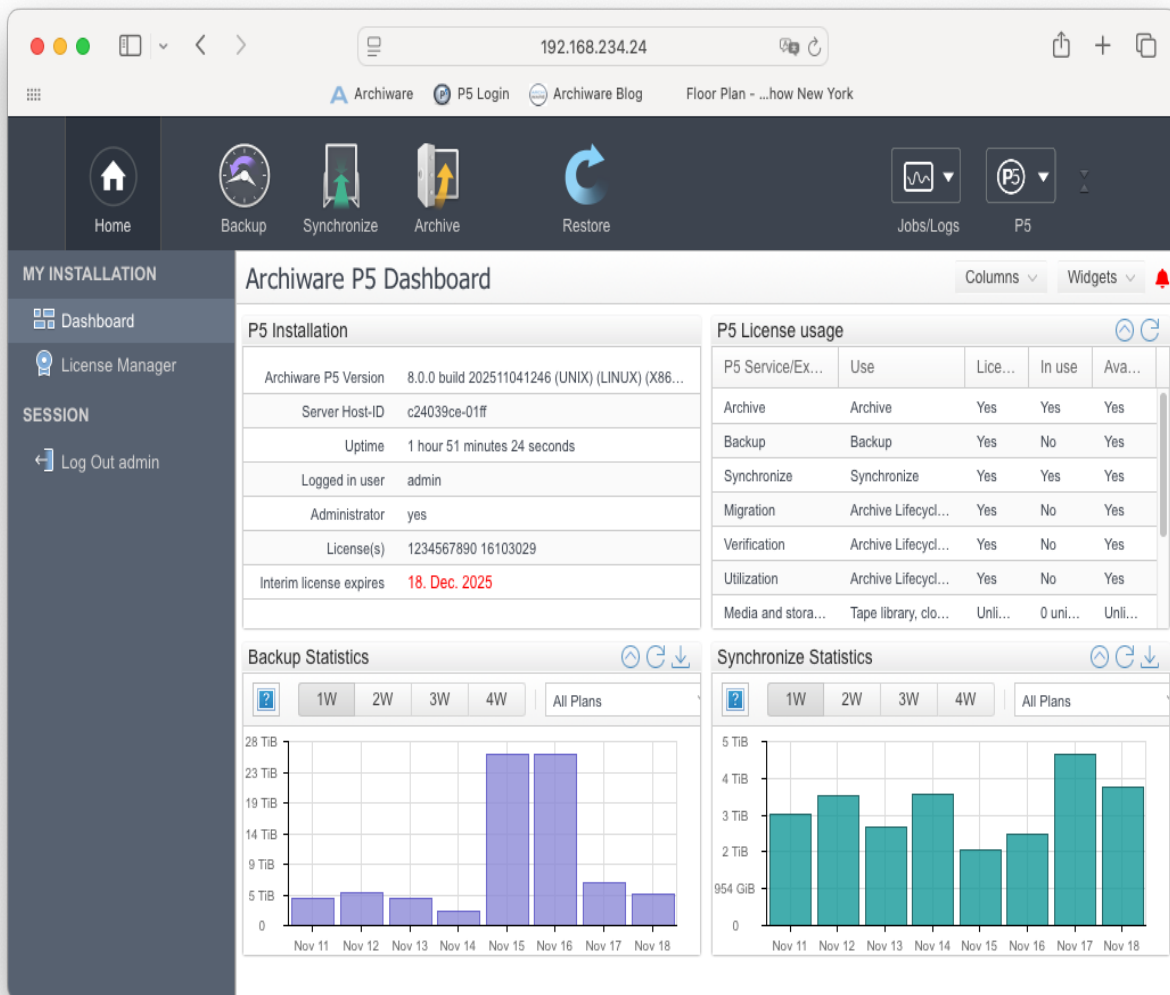 192.168.234.24
Archiware P5 Login Archiware Blog Floor Plan - ...how New York
Home Backup Synchronize Archive Restore Jobs/Logs P5
P5
MY INSTALLATION
Dashboard
License Manager
SESSION
Log Out admin
Archiware P5 Dashboard Columns Widgets
P5 Installation
Archiware P5 Version 8.0.0 build 202511041246 (UNIX) (LINUX) (X86...
Server Host-ID c24039ce-01ff
Uptime 1 hour 51 minutes 24 seconds
Logged in user admin
Administrator yes
License(s) 1234567890 16103029
Interim license expires 18. Dec. 2025
P5 License usage
P5 Service/Ex... Use Lice... In use Ava...
Archive Archive Yes Yes Yes
Backup Backup Yes No Yes
Synchronize Synchronize Yes Yes Yes
Migration Archive Lifecycl... Yes No Yes
Verification Archive Lifecycl... Yes No Yes
Utilization Archive Lifecycl... Yes No Yes
Media and stora... Tape library, clo... Unli... 0 uni... Unli...
Backup Statistics
? 1W 2W 3W 4W All Plans
28 TiB
23 TiB
19 TiB
14 TiB
9 TiB
5 TiB
0
Nov 11 Nov 12 Nov 13 Nov 14 Nov 15 Nov 16 Nov 17 Nov 18
Synchronize Statistics
? 1W 2W 3W 4W All Plans
5 TiB
4 TiB
3 TiB
2 TiB
954 GiB
0
Nov 11 Nov 12 Nov 13 Nov 14 Nov 15 Nov 16 Nov 17 Nov 18